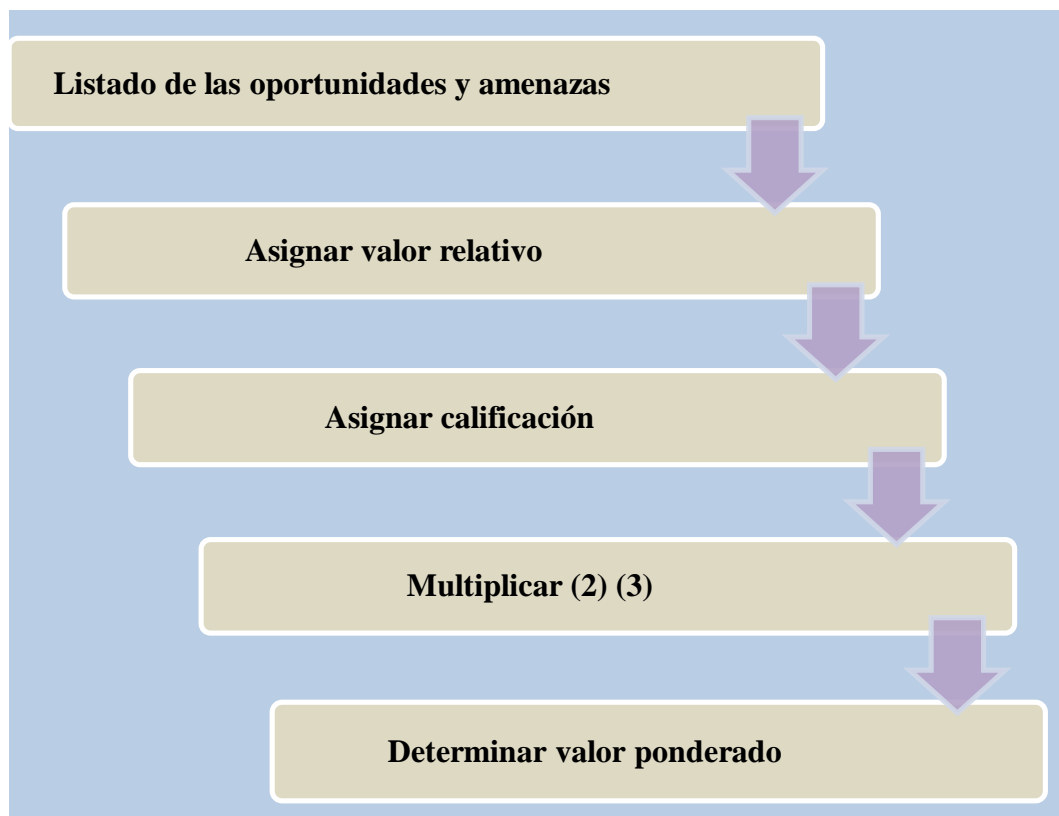 Listado de las oportunidades y amenazas
Asignar valor relativo
Asignar calificación
Multiplicar (2) (3)
Determinar valor ponderado